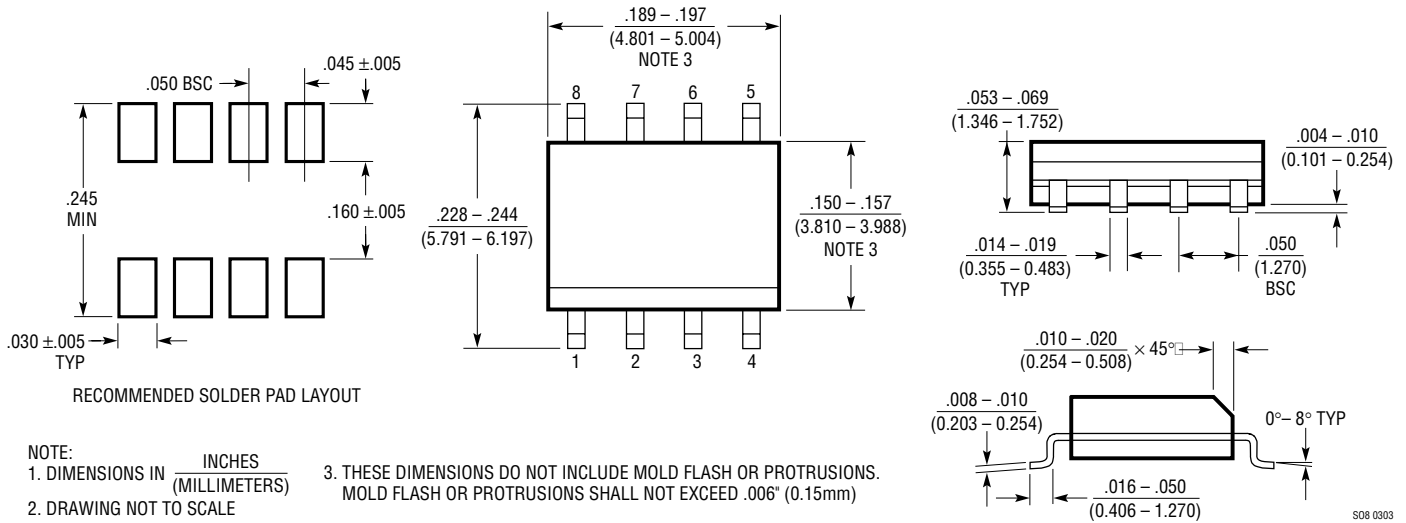 .050 BSC
.045 ±.005
.245
MIN
.160 ±.005
.030 ±.005
TYP
RECOMMENDED SOLDER PAD LAYOUT
.189 – .197
(4.801 – 5.004)
NOTE 3
8 7 6 5
.228 – .244
(5.791 – 6.197)
.150 – .157
(3.810 – 3.988)
NOTE 3
1 2 3 4
.053 – .069
(1.346 – 1.752)
.004 – .010
(0.101 – 0.254)
.014 – .019
(0.355 – 0.483)
TYP
.050
(1.270)
BSC
.010 – .020
(0.254 – 0.508)
× 45°
.008 – .010
(0.203 – 0.254)
0°– 8° TYP
.016 – .050
(0.406 – 1.270)
NOTE:
1. DIMENSIONS IN INCHES
(MILLIMETERS)
2. DRAWING NOT TO SCALE
3. THESE DIMENSIONS DO NOT INCLUDE MOLD FLASH OR PROTRUSIONS.
MOLD FLASH OR PROTRUSIONS SHALL NOT EXCEED .006" (0.15mm)
SO8 0303